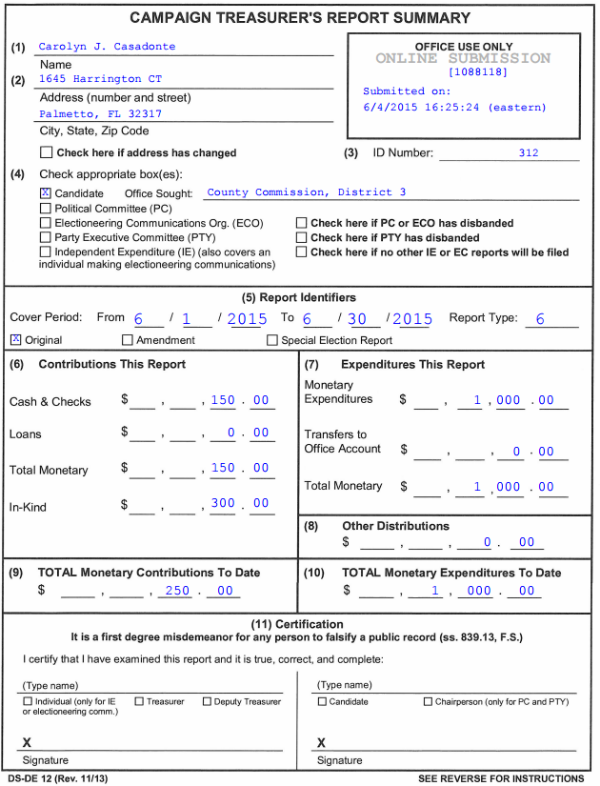 CAMPAIGN TREASURER'S REPORT SUMMARY
(1) Carolyn J. Casadonte
Name
(2) 1645 Harrington CT
Address (number and street)
Palmetto, FL 32317
City, State, Zip Code
OFFICE USE ONLY
ONLINE SUBMISSION
[1088118]
Submitted on:
6/4/2015 16:25:24 (eastern)
Check here if address has changed
(3) ID Number: 312
(4) Check appropriate box(es):
X Candidate Office Sought: County Commission, District 3
Political Committee (PC)
Electioneering Communications Org. (ECO) Check here if PC or ECO has disbanded
Party Executive Committee (PTY) Check here if PTY has disbanded
Independent Expenditure (IE) (also covers an Check here if no other IE or EC reports will be filed
individual making electioneering communications)
(5) Report Identifiers
Cover Period: From 6 / 1 / 2015 To 6 / 30 / 2015 Report Type: 6
X Original Amendment Special Election Report
(6) Contributions This Report
Cash & Checks $ , , 150 . 00
Loans $ , , 0 . 00
Total Monetary $ , , 150 . 00
In-Kind $ , , 300 . 00
(7) Expenditures This Report
Monetary
Expenditures $ , 1 , 000 . 00
Transfers to
Office Account $ , , 0 . 00
Total Monetary $ , 1 , 000 . 00
(8) Other Distributions
$ , , 0 . 00
(9) TOTAL Monetary Contributions To Date
$ , , 250 . 00
(10) TOTAL Monetary Expenditures To Date
$ , 1 , 000 . 00
(11) Certification
It is a first degree misdemeanor for any person to falsify a public record (ss. 839.13, F.S.)
I certify that I have examined this report and it is true, correct, and complete:
(Type name)
Individual (only for IE Treasurer Deputy Treasurer
or electioneering comm.)
X
Signature
(Type name)
Candidate Chairperson (only for PC and PTY)
X
Signature
DS-DE 12 (Rev. 11/13) SEE REVERSE FOR INSTRUCTIONS